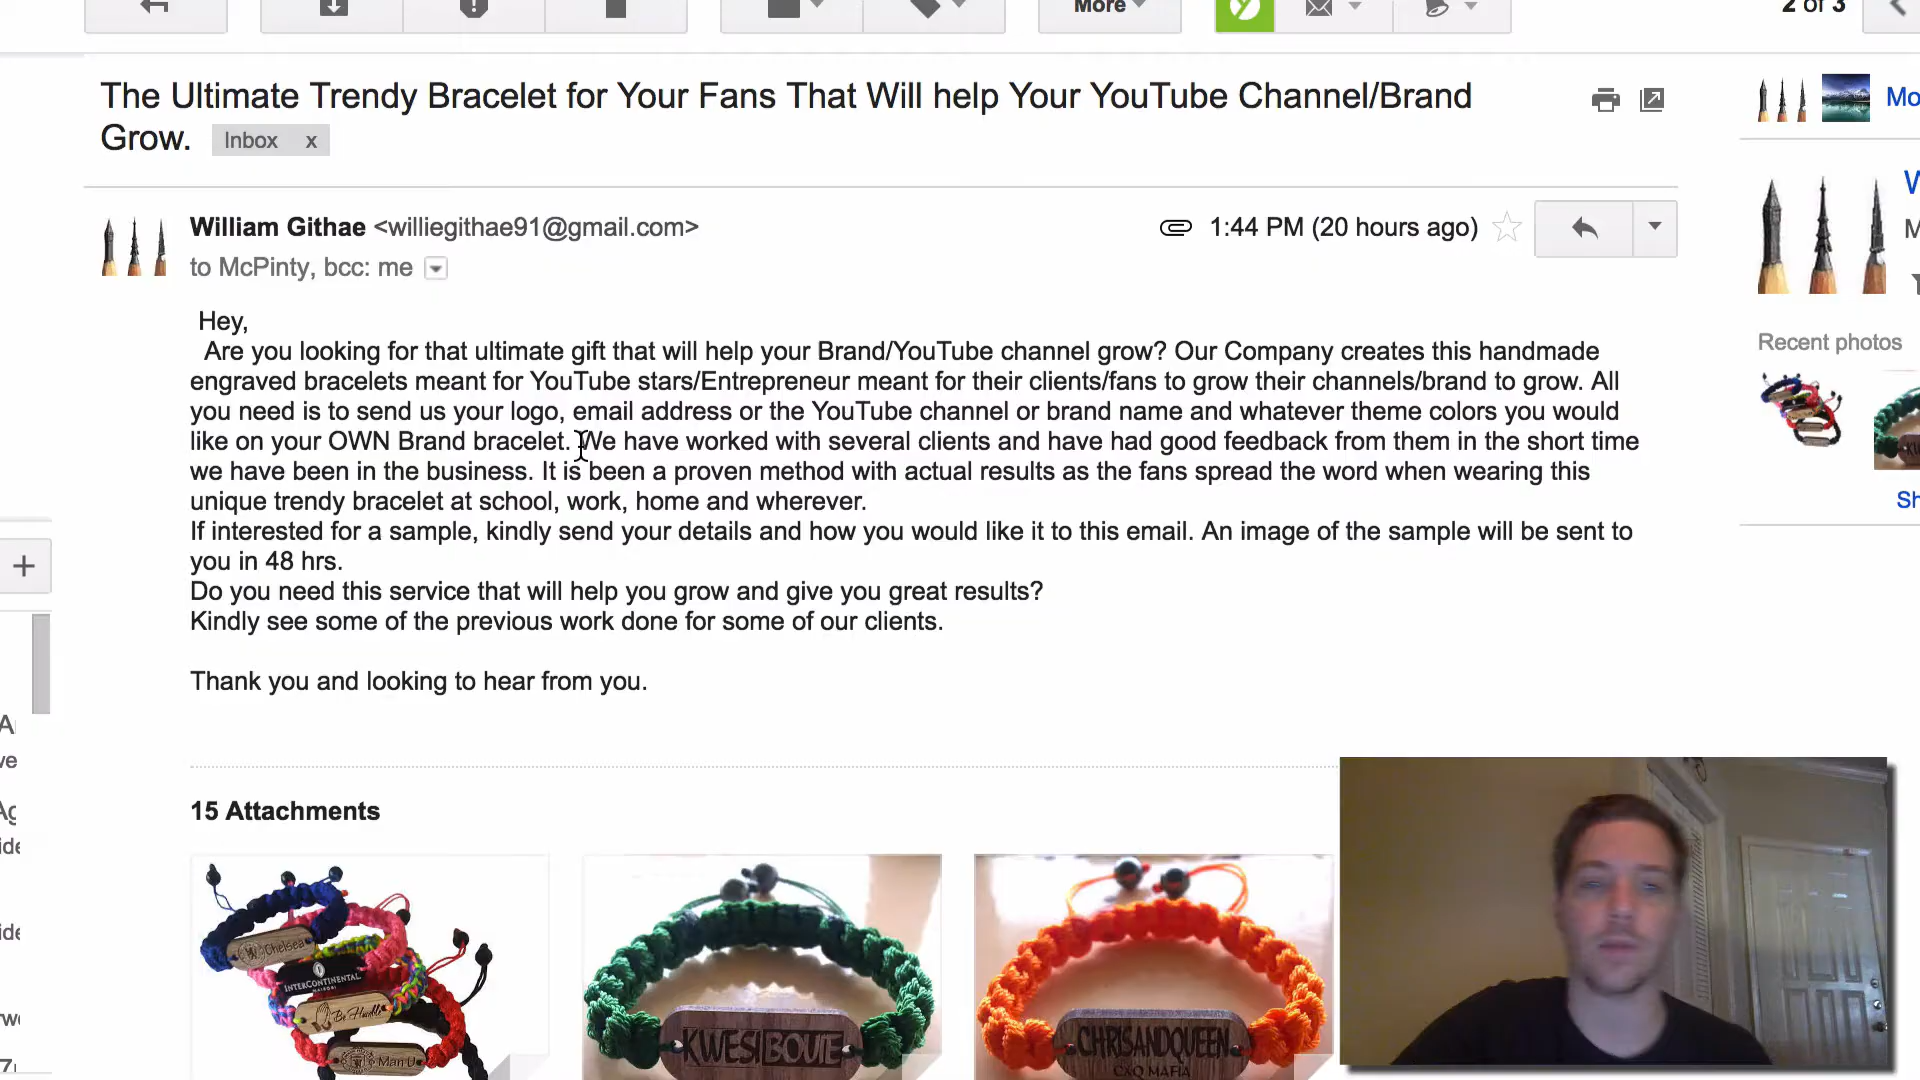 More
2 of 3
The Ultimate Trendy Bracelet for Your Fans That Will help Your YouTube Channel/Brand
Grow. Inbox x
Mo
William Githae <williegithae91@gmail.com>
1:44 PM (20 hours ago)
to McPinty, bcc: me
Hey,
Are you looking for that ultimate gift that will help your Brand/YouTube channel grow? Our Company creates this handmade
engraved bracelets meant for YouTube stars/Entrepreneur meant for their clients/fans to grow their channels/brand to grow. All
you need is to send us your logo, email address or the YouTube channel or brand name and whatever theme colors you would
like on your OWN Brand bracelet. We have worked with several clients and have had good feedback from them in the short time
we have been in the business. It is been a proven method with actual results as the fans spread the word when wearing this
unique trendy bracelet at school, work, home and wherever.
If interested for a sample, kindly send your details and how you would like it to this email. An image of the sample will be sent to
you in 48 hrs.
Do you need this service that will help you grow and give you great results?
Kindly see some of the previous work done for some of our clients.
Thank you and looking to hear from you.
Recent photos
Sh
15 Attachments
Chelsea
INTERCONTINENTAL
NAIROBI
Be Humble
Man U
KWESIBOUIE
CHRISANDQUEEN
C&Q MAFIA